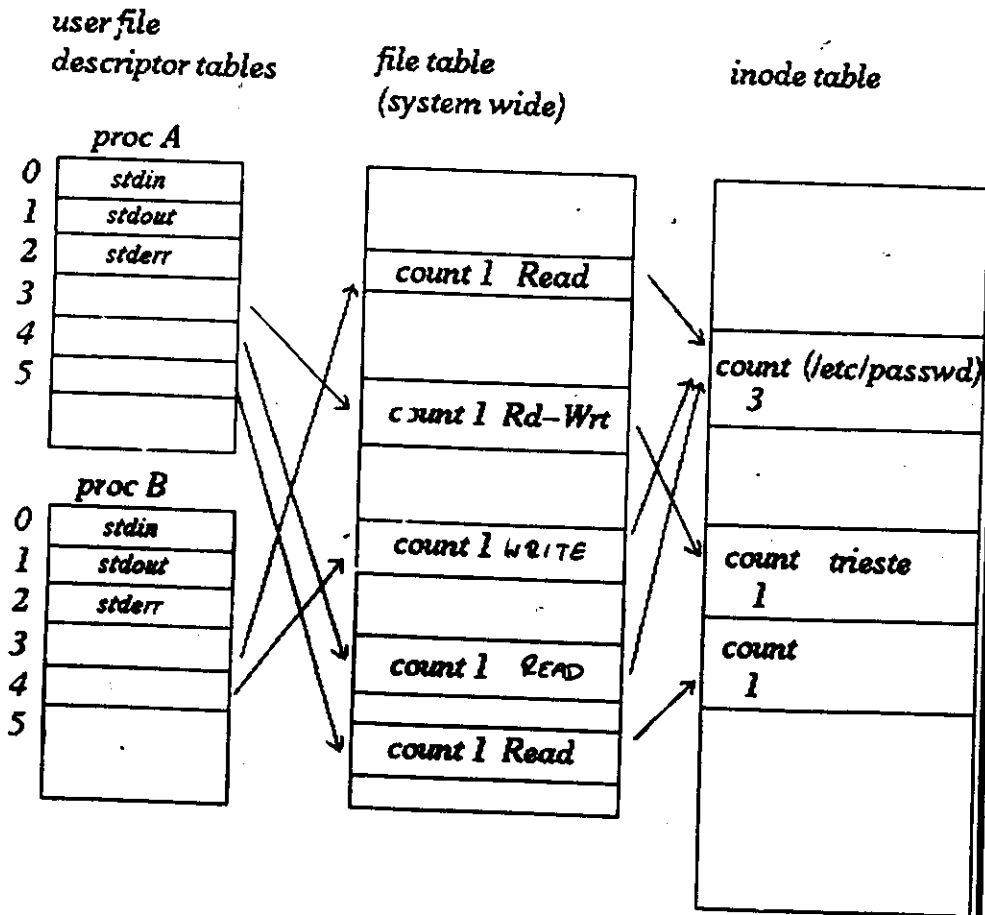 user file
descriptor tables
file table
(system wide)
inode table
proc A
0 stdin
1 stdout
2 stderr
3
4
5
proc B
0 stdin
1 stdout
2 stderr
3
4
5
count 1 Read
count 1 Rd-Wrt
count 1 WRITE
count 1 READ
count 1 Read
count (/etc/passwd)
3
count trieste
1
count
1